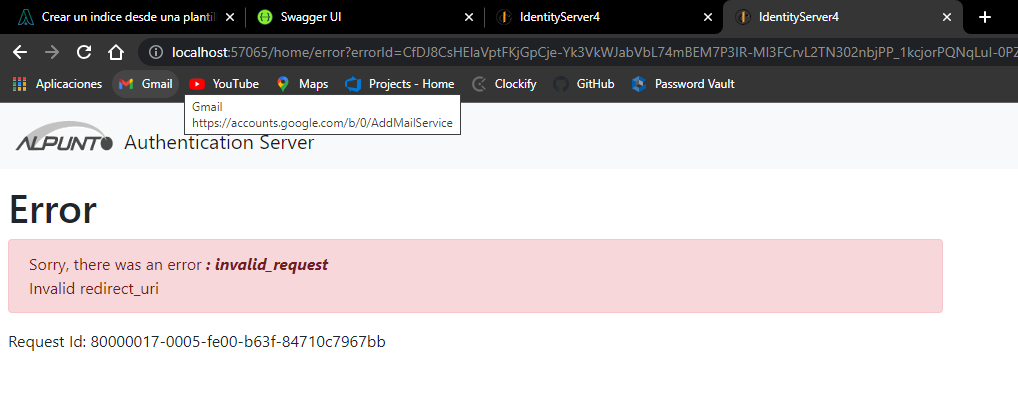 Crear un indice desde una plantil
Swagger UI
IdentityServer4
IdentityServer4
localhost:57065/home/error?errorId=CfDJ8CsHElaVptFKjGpCje-Yk3VkWJabVbL74mBEM7P3IR-MI3FCrvL2TN302nbjPP_1kcjorPQNqLuI-0PZ
Aplicaciones
Gmail
YouTube
Maps
Projects - Home
Clockify
GitHub
Password Vault
Gmail
https://accounts.google.com/b/0/AddMailService
ALPUNTO
Authentication Server
Error
Sorry, there was an error : invalid_request
Invalid redirect_uri
Request Id: 80000017-0005-fe00-b63f-84710c7967bb